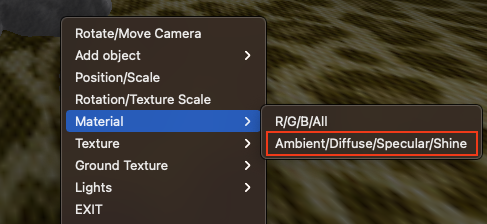 Rotate/Move Camera
Add object
Position/Scale
Rotation/Texture Scale
Material
R/G/B/All
Ambient/Diffuse/Specular/Shine
Texture
Ground Texture
Lights
EXIT